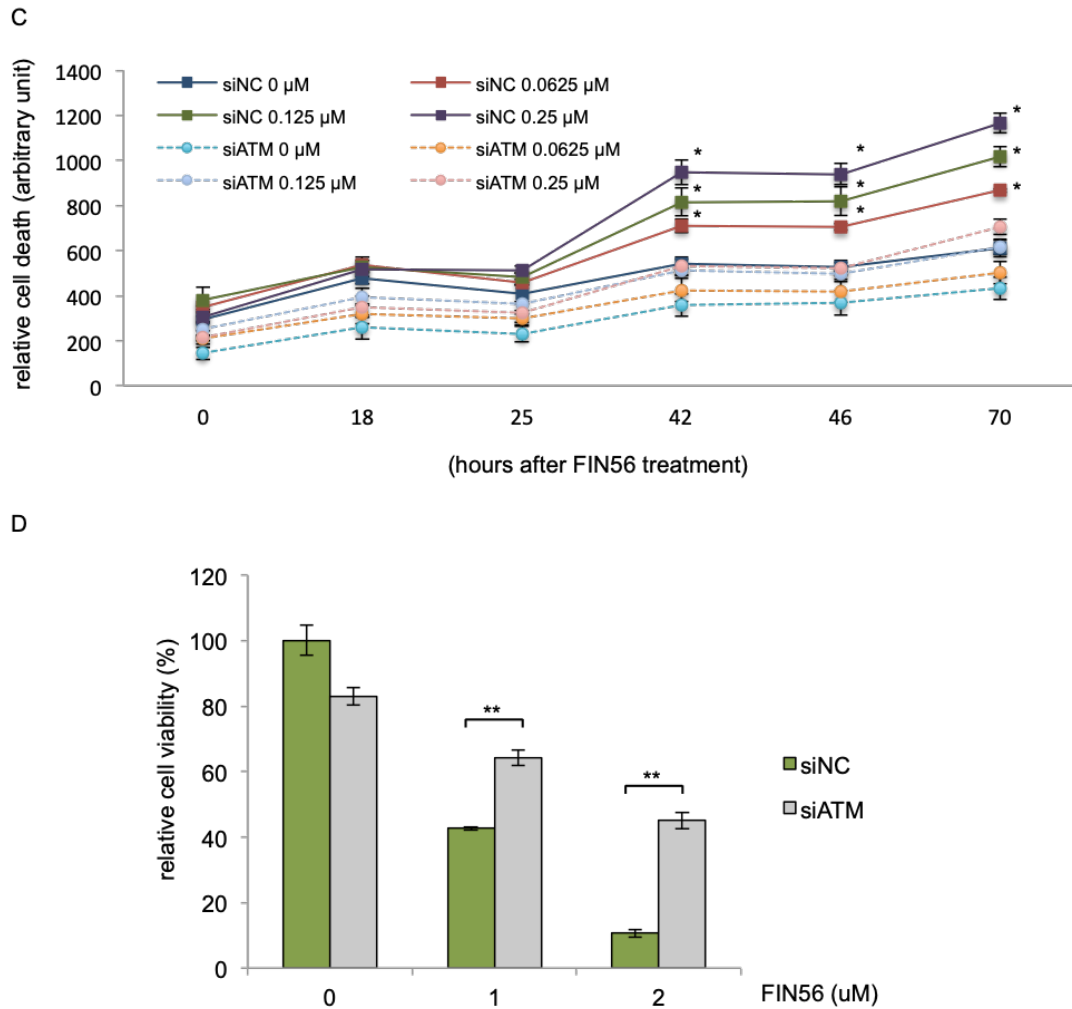 C
relative cell death (arbitrary unit)
1400
1200
1000
800
600
400
200
0
siNC 0 μM
siNC 0.0625 μM
siNC 0.125 μM
siNC 0.25 μM
siATM 0 μM
siATM 0.0625 μM
siATM 0.125 μM
siATM 0.25 μM
*
*
*
*
*
*
*
*
*
0 18 25 42 46 70
(hours after FIN56 treatment)
D
relative cell viability (%)
120
100
80
60
40
20
0
**
**
siNC
siATM
0 1 2 FIN56 (uM)